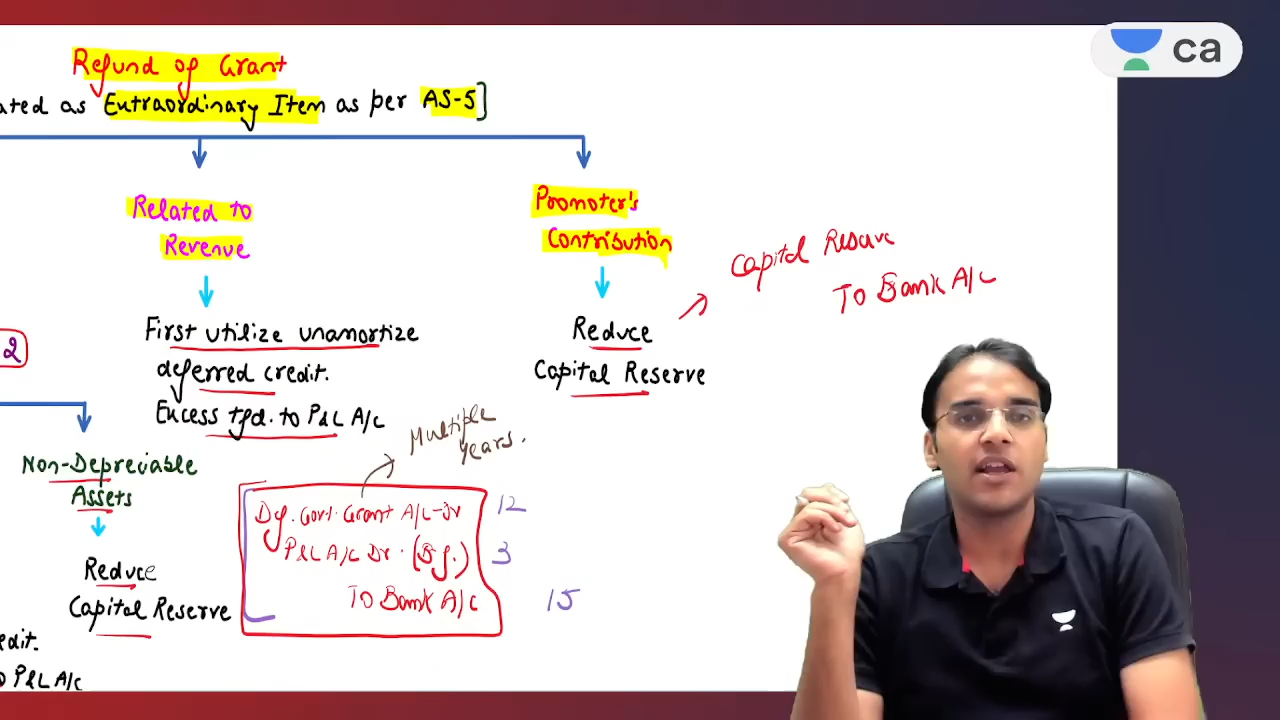 ca
Refund of Grant
ated as Extraordinary Item as per AS-5]
Related to
Revenue
First utilize unamortize
deferred credit.
Excess tfd. to P&L A/C
Multiple
years.
Def. Govt. Grant A/C-Dr 12
P&L A/C Dr. (Bf.) 3
To Bank A/C 15
Promoter's
Contribution
Reduce
Capital Reserve
Capital Reserve
To Bank A/C
2
Non-Depreciable
Assets
Reduce
Capital Reserve
edit.
o P&L A/C